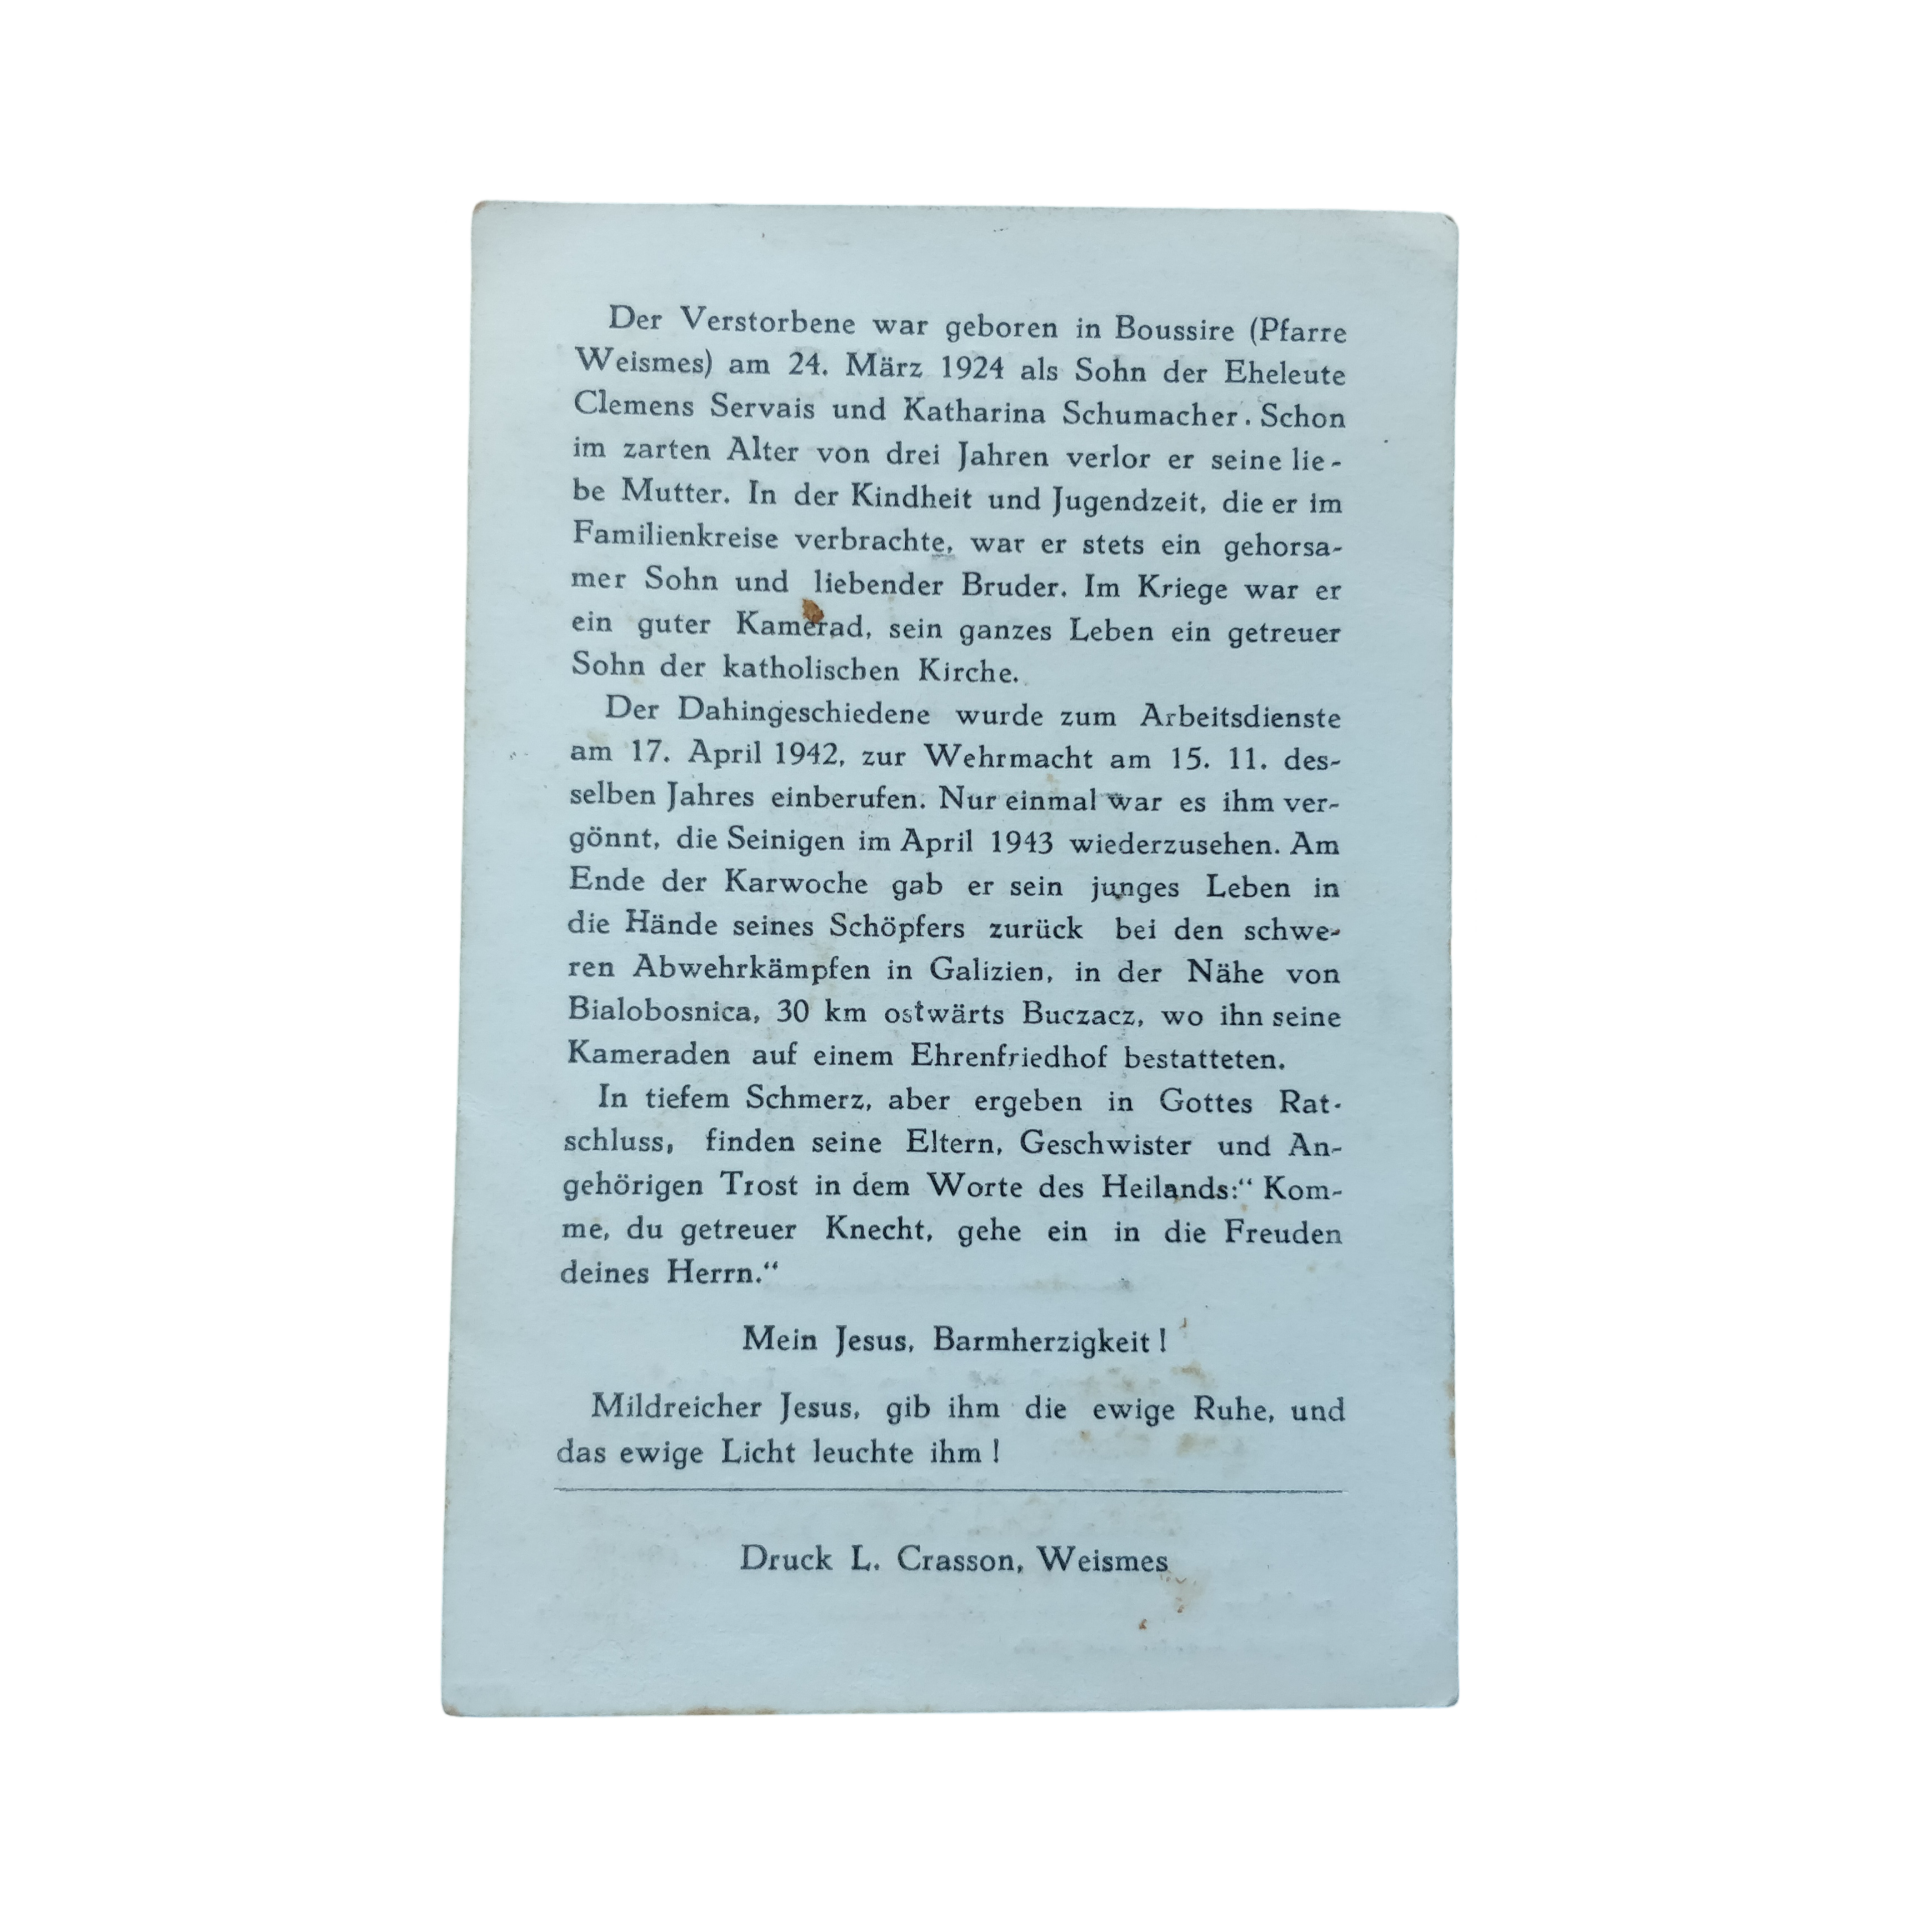 Der Verstorbene war geboren in Boussire (Pfarre
Weismes) am 24. März 1924 als Sohn der Eheleute
Clemens Servais und Katharina Schumacher. Schon
im zarten Alter von drei Jahren verlor er seine lie-
be Mutter. In der Kindheit und Jugendzeit, die er im
Familienkreise verbrachte, war er stets ein gehorsa-
mer Sohn und liebender Bruder. Im Kriege war er
ein guter Kamerad, sein ganzes Leben ein getreuer
Sohn der katholischen Kirche.
Der Dahingeschiedene wurde zum Arbeitsdienste
am 17. April 1942, zur Wehrmacht am 15. 11. des-
selben Jahres einberufen. Nur einmal war es ihm ver-
gönnt, die Seinigen im April 1943 wiederzusehen. Am
Ende der Karwoche gab er sein junges Leben in
die Hände seines Schöpfers zurück bei den schwe-
ren Abwehrkämpfen in Galizien, in der Nähe von
Bialobosnica, 30 km ostwärts Buczacz, wo ihn seine
Kameraden auf einem Ehrenfriedhof bestatteten.
In tiefem Schmerz, aber ergeben in Gottes Rat-
schluss, finden seine Eltern, Geschwister und An-
gehörigen Trost in dem Worte des Heilands:“ Kom-
me, du getreuer Knecht, gehe ein in die Freuden
deines Herrn.“
Mein Jesus, Barmherzigkeit !
Mildreicher Jesus, gib ihm die ewige Ruhe, und
das ewige Licht leuchte ihm !
Druck L. Crasson, Weismes